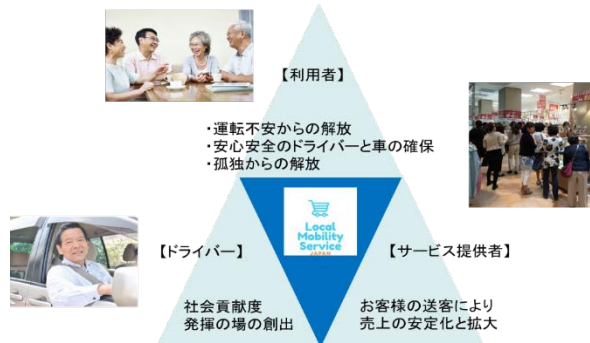 【利用者】
・運転不安からの解放
・安心安全のドライバーと車の確保
・孤独からの解放
Local
Mobility
Service
JAPAN
【ドライバー】
社会貢献度
発揮の場の創出
【サービス提供者】
お客様の送客により
売上の安定化と拡大